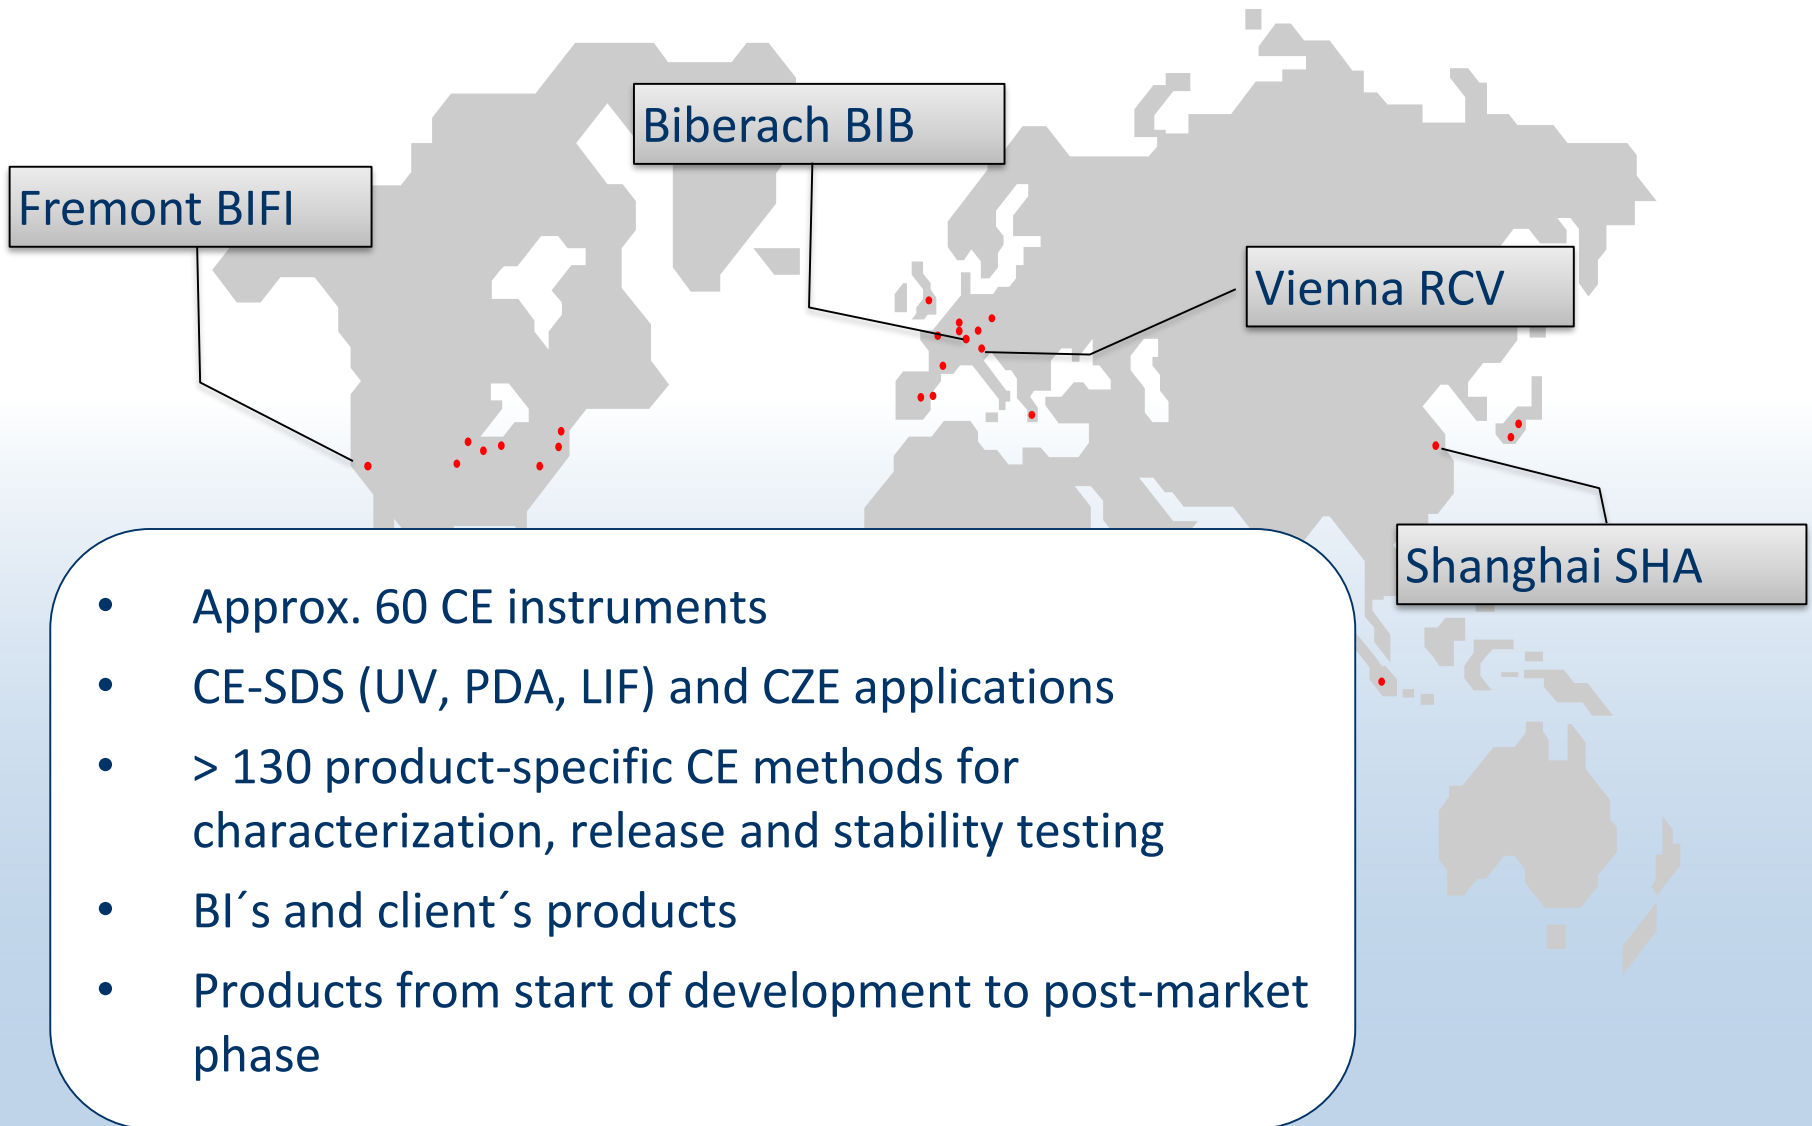 Biberach BIB
Fremont BIFI
Vienna RCV
Shanghai SHA
• Approx. 60 CE instruments
• CE-SDS (UV, PDA, LIF) and CZE applications
• > 130 product-specific CE methods for
characterization, release and stability testing
• BI´s and client´s products
• Products from start of development to post-market
phase